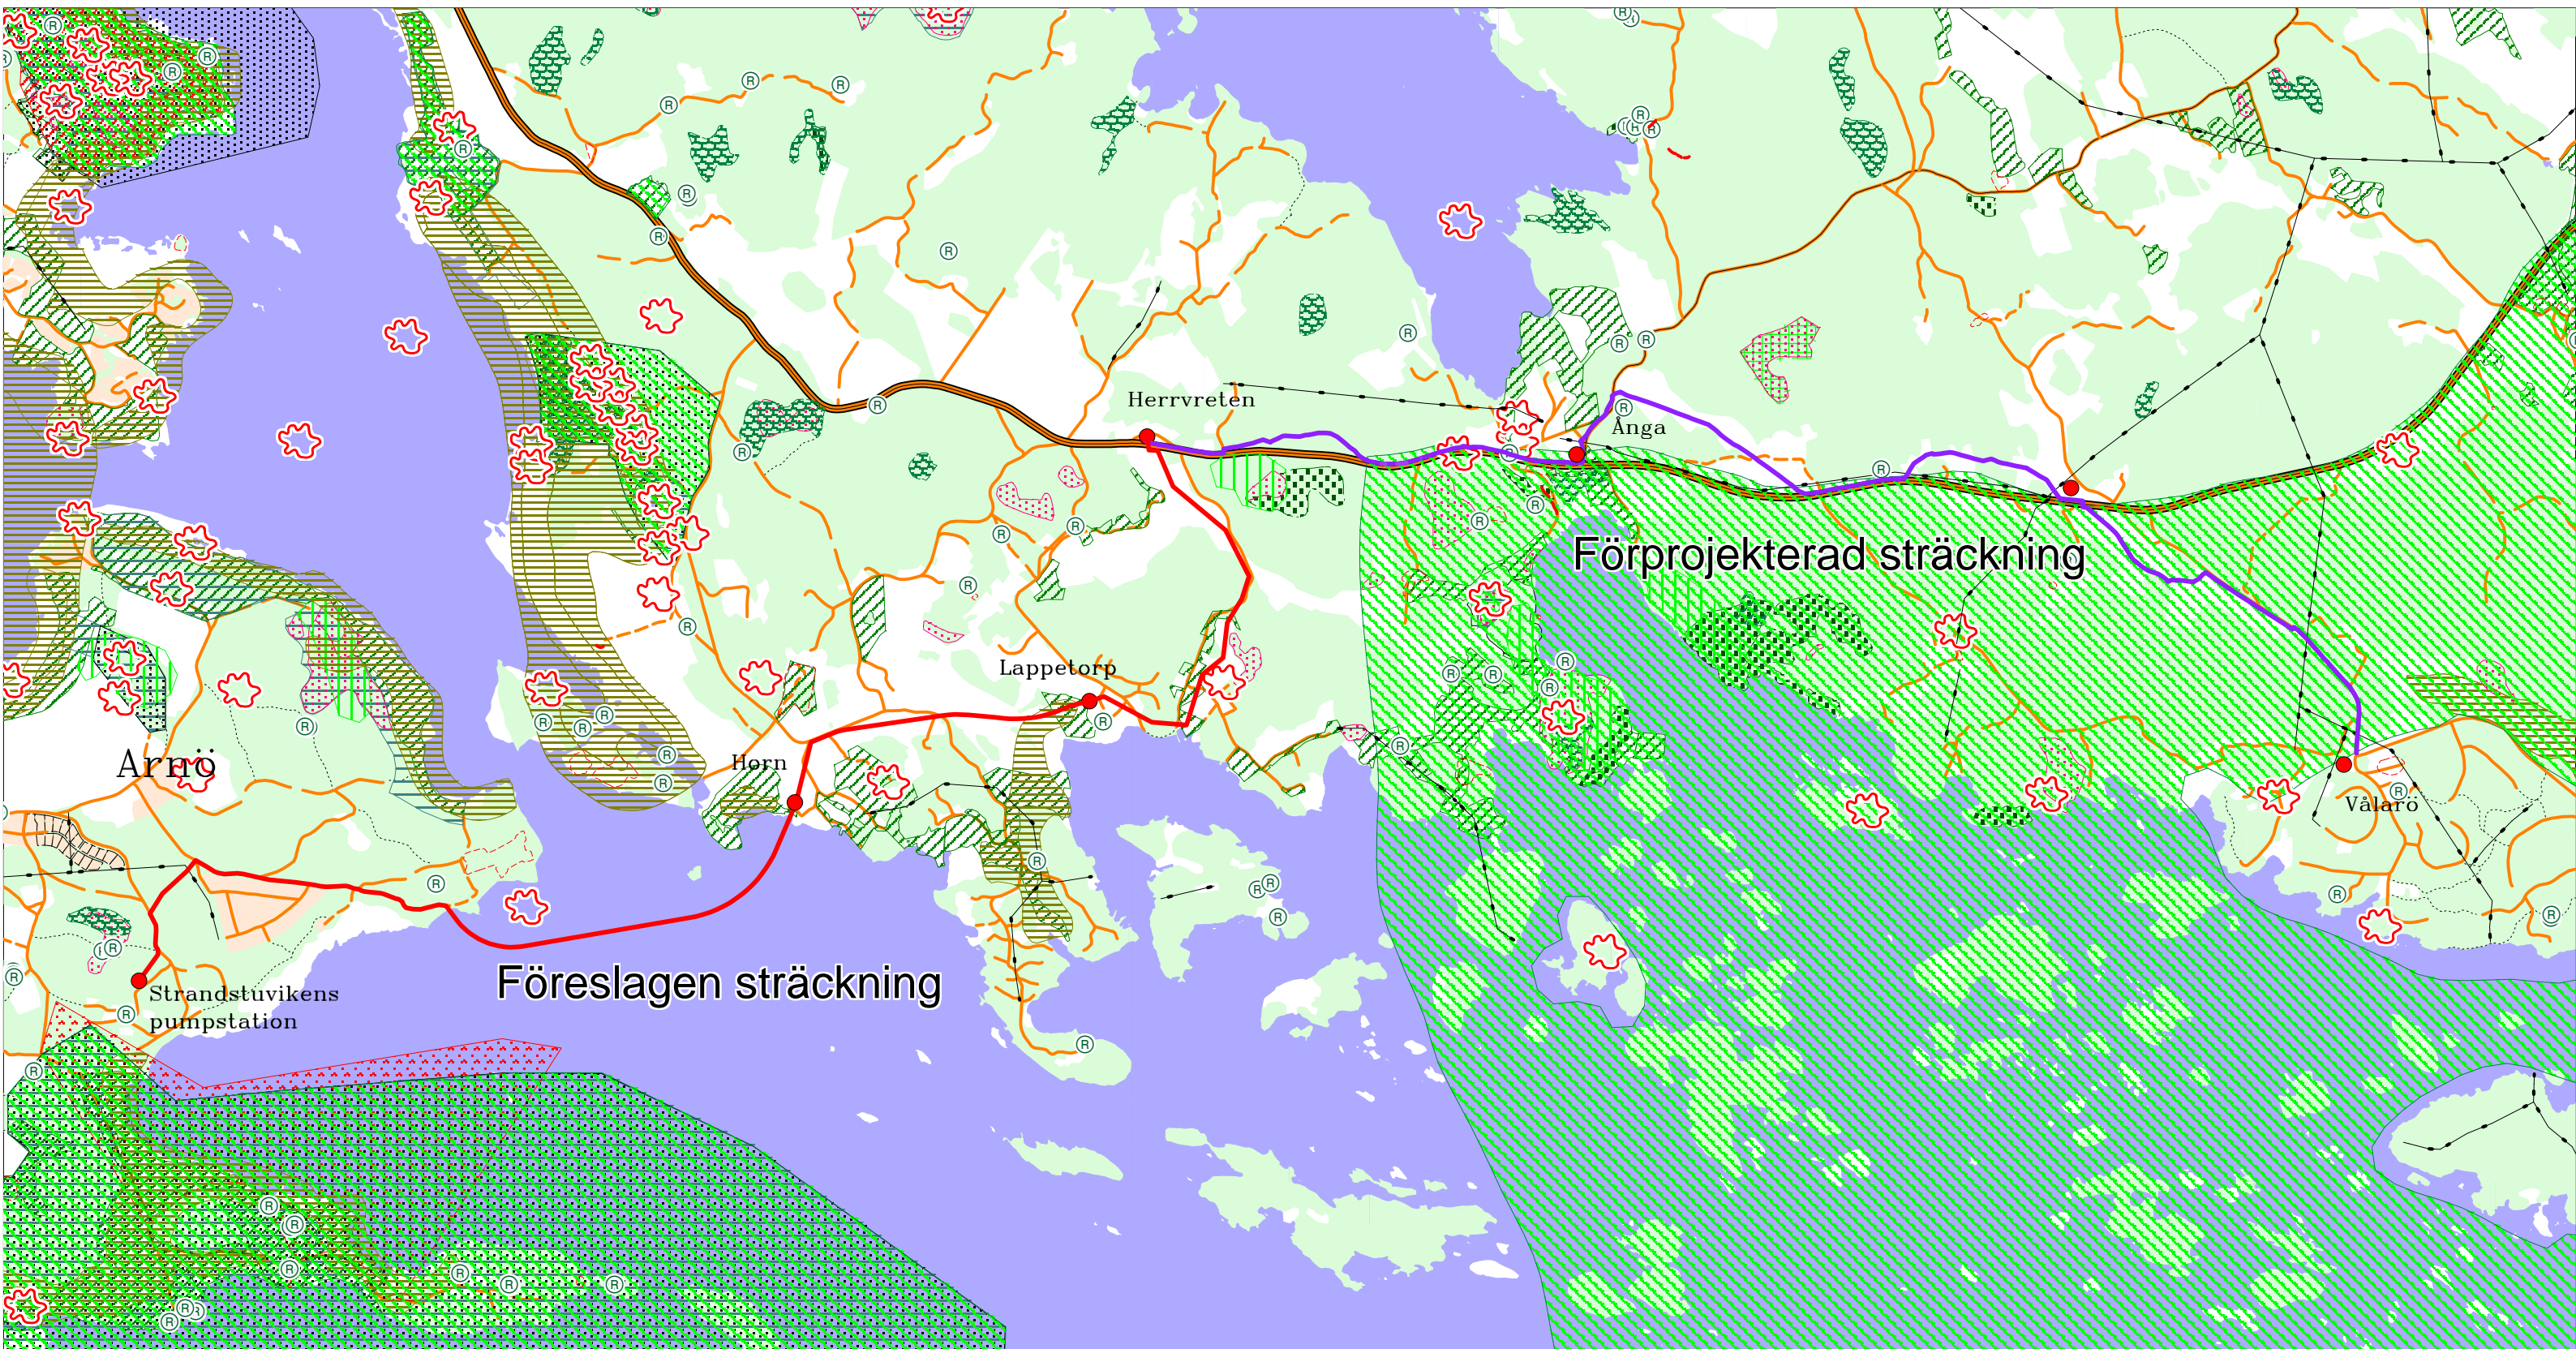 Herrvreten
Ånga
Förprojekterad sträckning
Lappetorp
Horn
Arnö
Vålarö
Föreslagen sträckning
Strandstuvikens
pumpstation